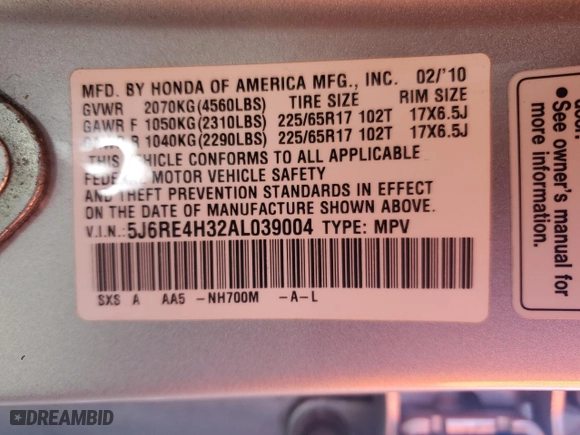 MFD. BY HONDA OF AMERICA MFG., INC. 02/'10
GVWR 2070KG(4560LBS) TIRE SIZE RIM SIZE
GAWR F 1050KG(2310LBS) 225/65R17 102T 17X6.5J
R 1040KG(2290LBS) 225/65R17 102T 17X6.5J
THIS VEHICLE CONFORMS TO ALL APPLICABLE
FEDERAL MOTOR VEHICLE SAFETY
AND THEFT PREVENTION STANDARDS IN EFFECT
ON THE DATE OF MANUFACTURE SHOWN ABOVE.
V.I.N.:5J6RE4H32AL039004 TYPE: MPV
SXS A AA5 -NH700M -A-L
•See owner's
manual for
DREAMBID